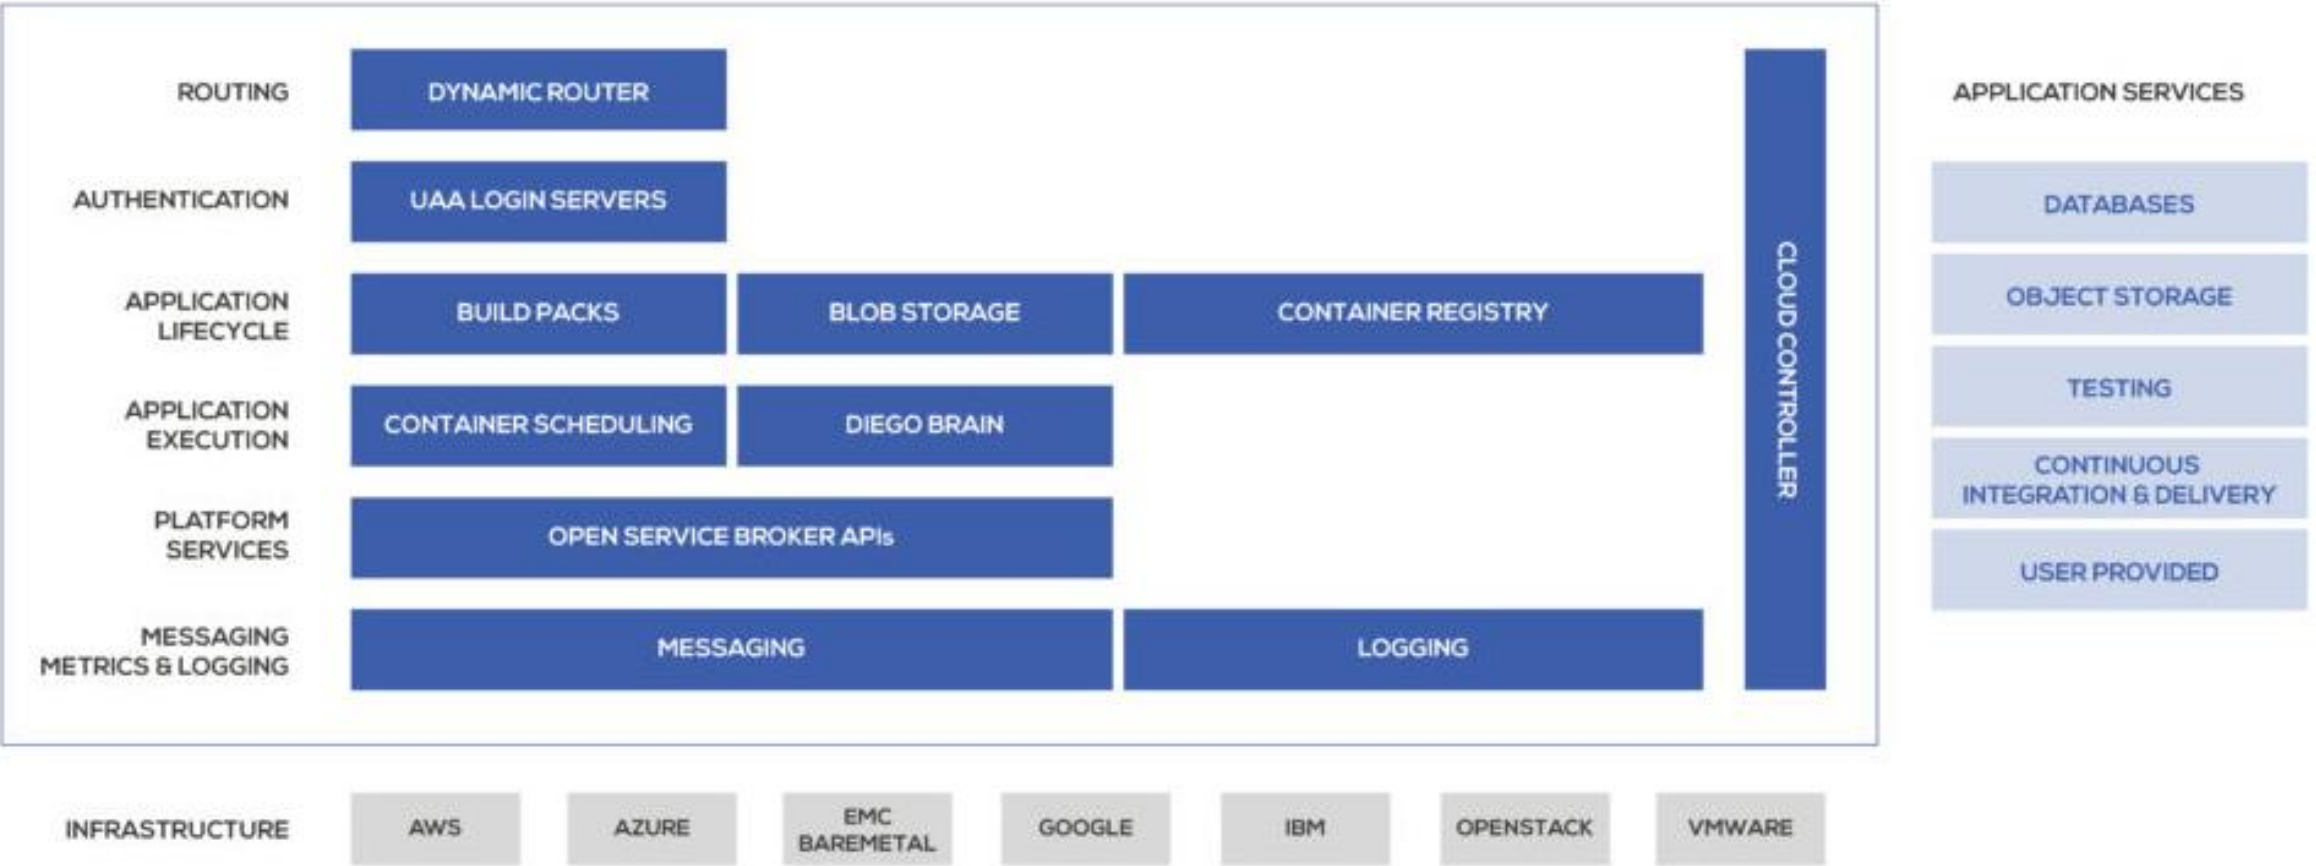 ROUTING
DYNAMIC ROUTER
AUTHENTICATION
UAA LOGIN SERVERS
APPLICATION
LIFECYCLE
BUILD PACKS
BLOB STORAGE
CONTAINER REGISTRY
APPLICATION
EXECUTION
CONTAINER SCHEDULING
DIEGO BRAIN
PLATFORM
SERVICES
OPEN SERVICE BROKER APIs
MESSAGING
METRICS & LOGGING
MESSAGING
LOGGING
CLOUD CONTROLLER
APPLICATION SERVICES
DATABASES
OBJECT STORAGE
TESTING
CONTINUOUS
INTEGRATION & DELIVERY
USER PROVIDED
INFRASTRUCTURE
AWS
AZURE
EMC
BAREMETAL
GOOGLE
IBM
OPENSTACK
VMWARE